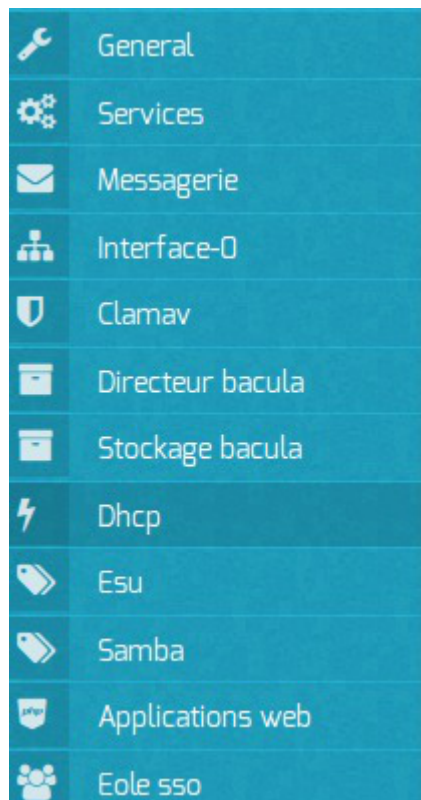 General
Services
Messagerie
Interface-0
Clamav
Directeur bacula
Stockage bacula
Dhcp
Esu
Samba
Applications web
Eole sso